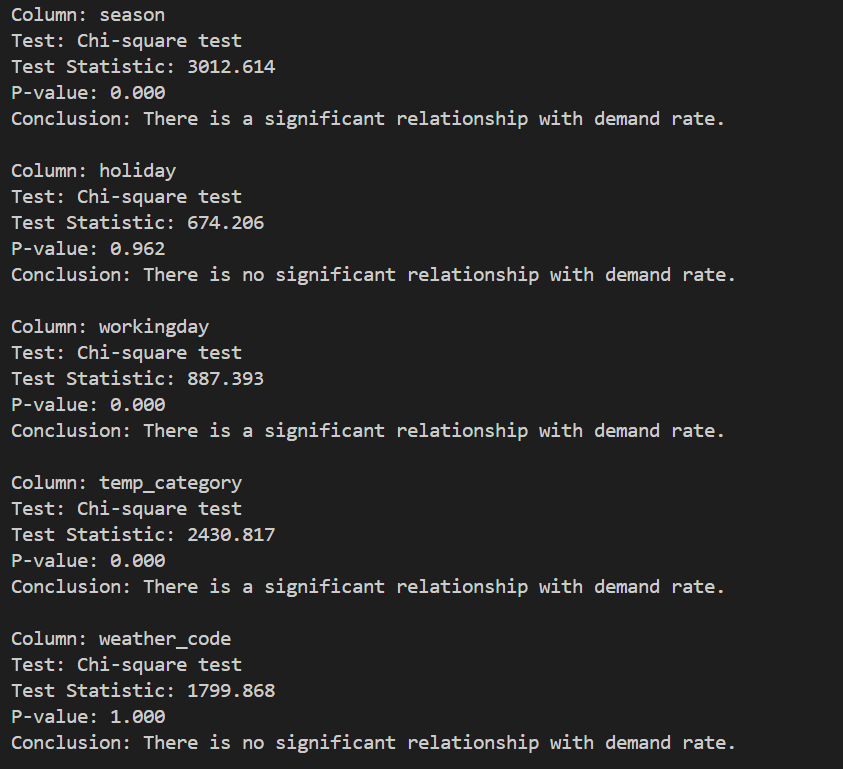 Column: season
Test: Chi-square test
Test Statistic: 3012.614
P-value: 0.000
Conclusion: There is a significant relationship with demand rate.
Column: holiday
Test: Chi-square test
Test Statistic: 674.206
P-value: 0.962
Conclusion: There is no significant relationship with demand rate.
Column: workingday
Test: Chi-square test
Test Statistic: 887.393
P-value: 0.000
Conclusion: There is a significant relationship with demand rate.
Column: temp_category
Test: Chi-square test
Test Statistic: 2430.817
P-value: 0.000
Conclusion: There is a significant relationship with demand rate.
Column: weather_code
Test: Chi-square test
Test Statistic: 1799.868
P-value: 1.000
Conclusion: There is no significant relationship with demand rate.